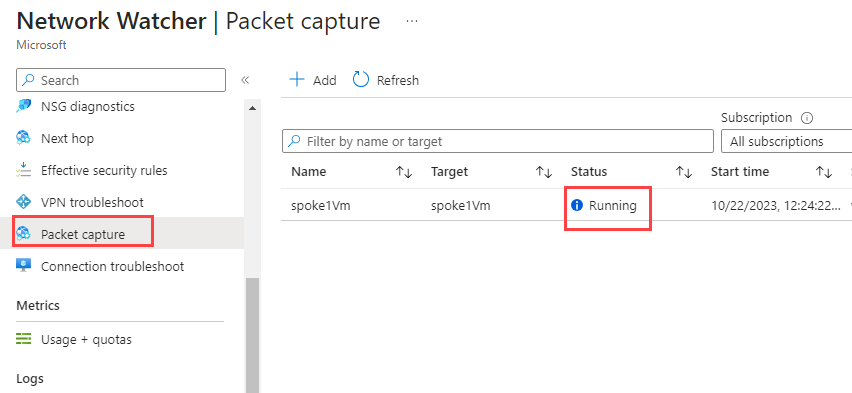 Network Watcher | Packet capture ...
Microsoft
Search
«
Add
Refresh
NSG diagnostics
Next hop
Effective security rules
VPN troubleshoot
Packet capture
Connection troubleshoot
Metrics
Usage + quotas
Logs
Subscription
Filter by name or target
All subscriptions
Name Target Status Start time
spoke1Vm spoke1Vm Running 10/22/2023, 12:24:22...